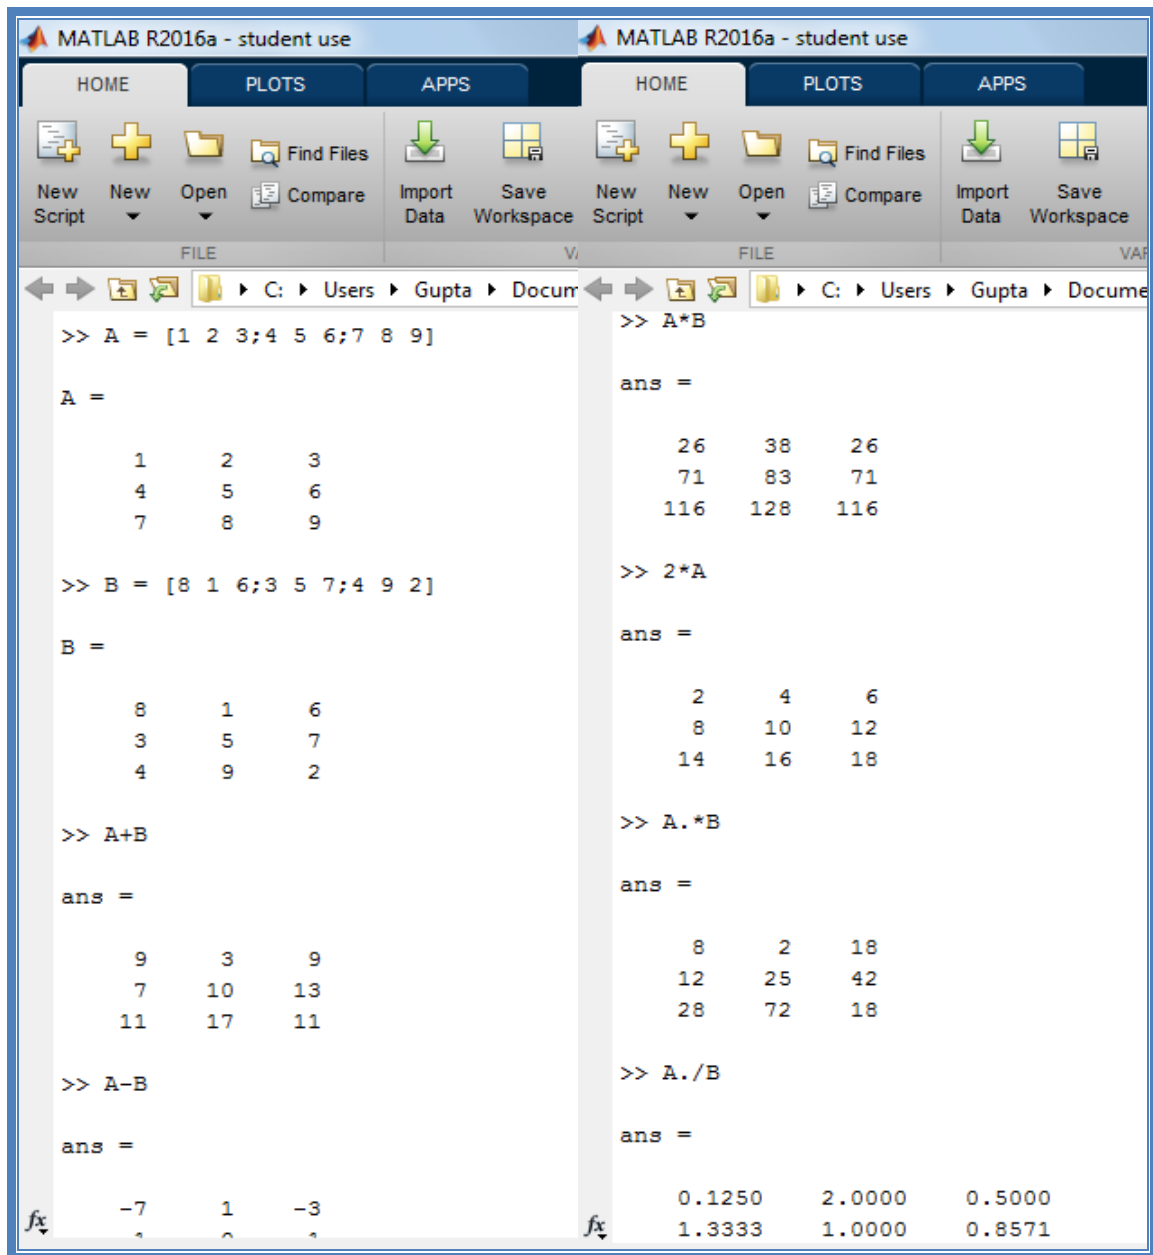 MATLAB R2016a - student use
HOME PLOTS APPS
Find Files
Compare
New Script
New
Open
Import Data
Save Workspace
FILE
C: Users Gupta Docum
>> A = [1 2 3;4 5 6;7 8 9]
A =
1 2 3
4 5 6
7 8 9
>> B = [8 1 6;3 5 7;4 9 2]
B =
8 1 6
3 5 7
4 9 2
>> A+B
ans =
9 3 9
7 10 13
11 17 11
>> A-B
ans =
-7 1 -3
fx
MATLAB R2016a - student use
HOME PLOTS APPS
Find Files
Compare
New Script
New
Open
Import Data
Save Workspace
FILE VAR
C: Users Gupta Docume
>> A*B
ans =
26 38 26
71 83 71
116 128 116
>> 2*A
ans =
2 4 6
8 10 12
14 16 18
>> A.*B
ans =
8 2 18
12 25 42
28 72 18
>> A./B
ans =
0.1250 2.0000 0.5000
1.3333 1.0000 0.8571
fx